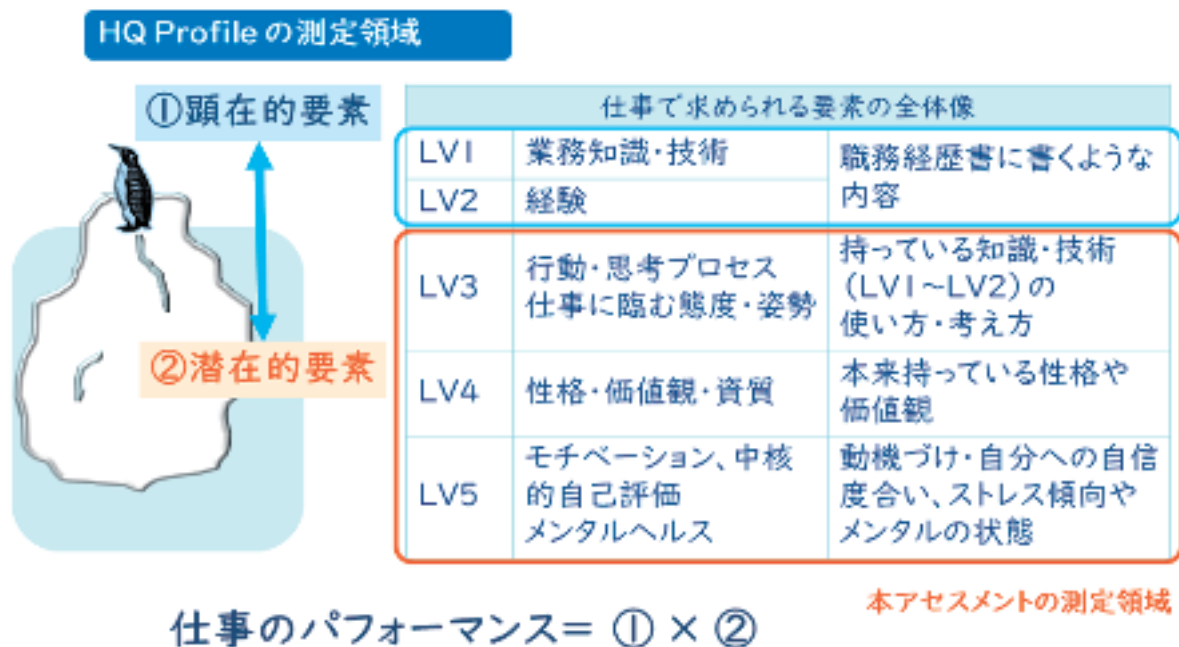 HQ Profileの測定領域
①顕在的要素
仕事で求められる要素の全体像
LV1
業務知識・技術
職務経歴書に書くような
内容
LV2
経験
LV3
行動・思考プロセス
仕事に臨む態度・姿勢
持っている知識・技術
(LV1~LV2)の
使い方・考え方
②潜在的要素
LV4
性格・価値観・資質
本来持っている性格や
価値観
LV5
モチベーション、中核
的自己評価
メンタルヘルス
動機づけ・自分への自信
度合い、ストレス傾向や
メンタルの状態
本アセスメントの測定領域
仕事のパフォーマンス= ① × ②